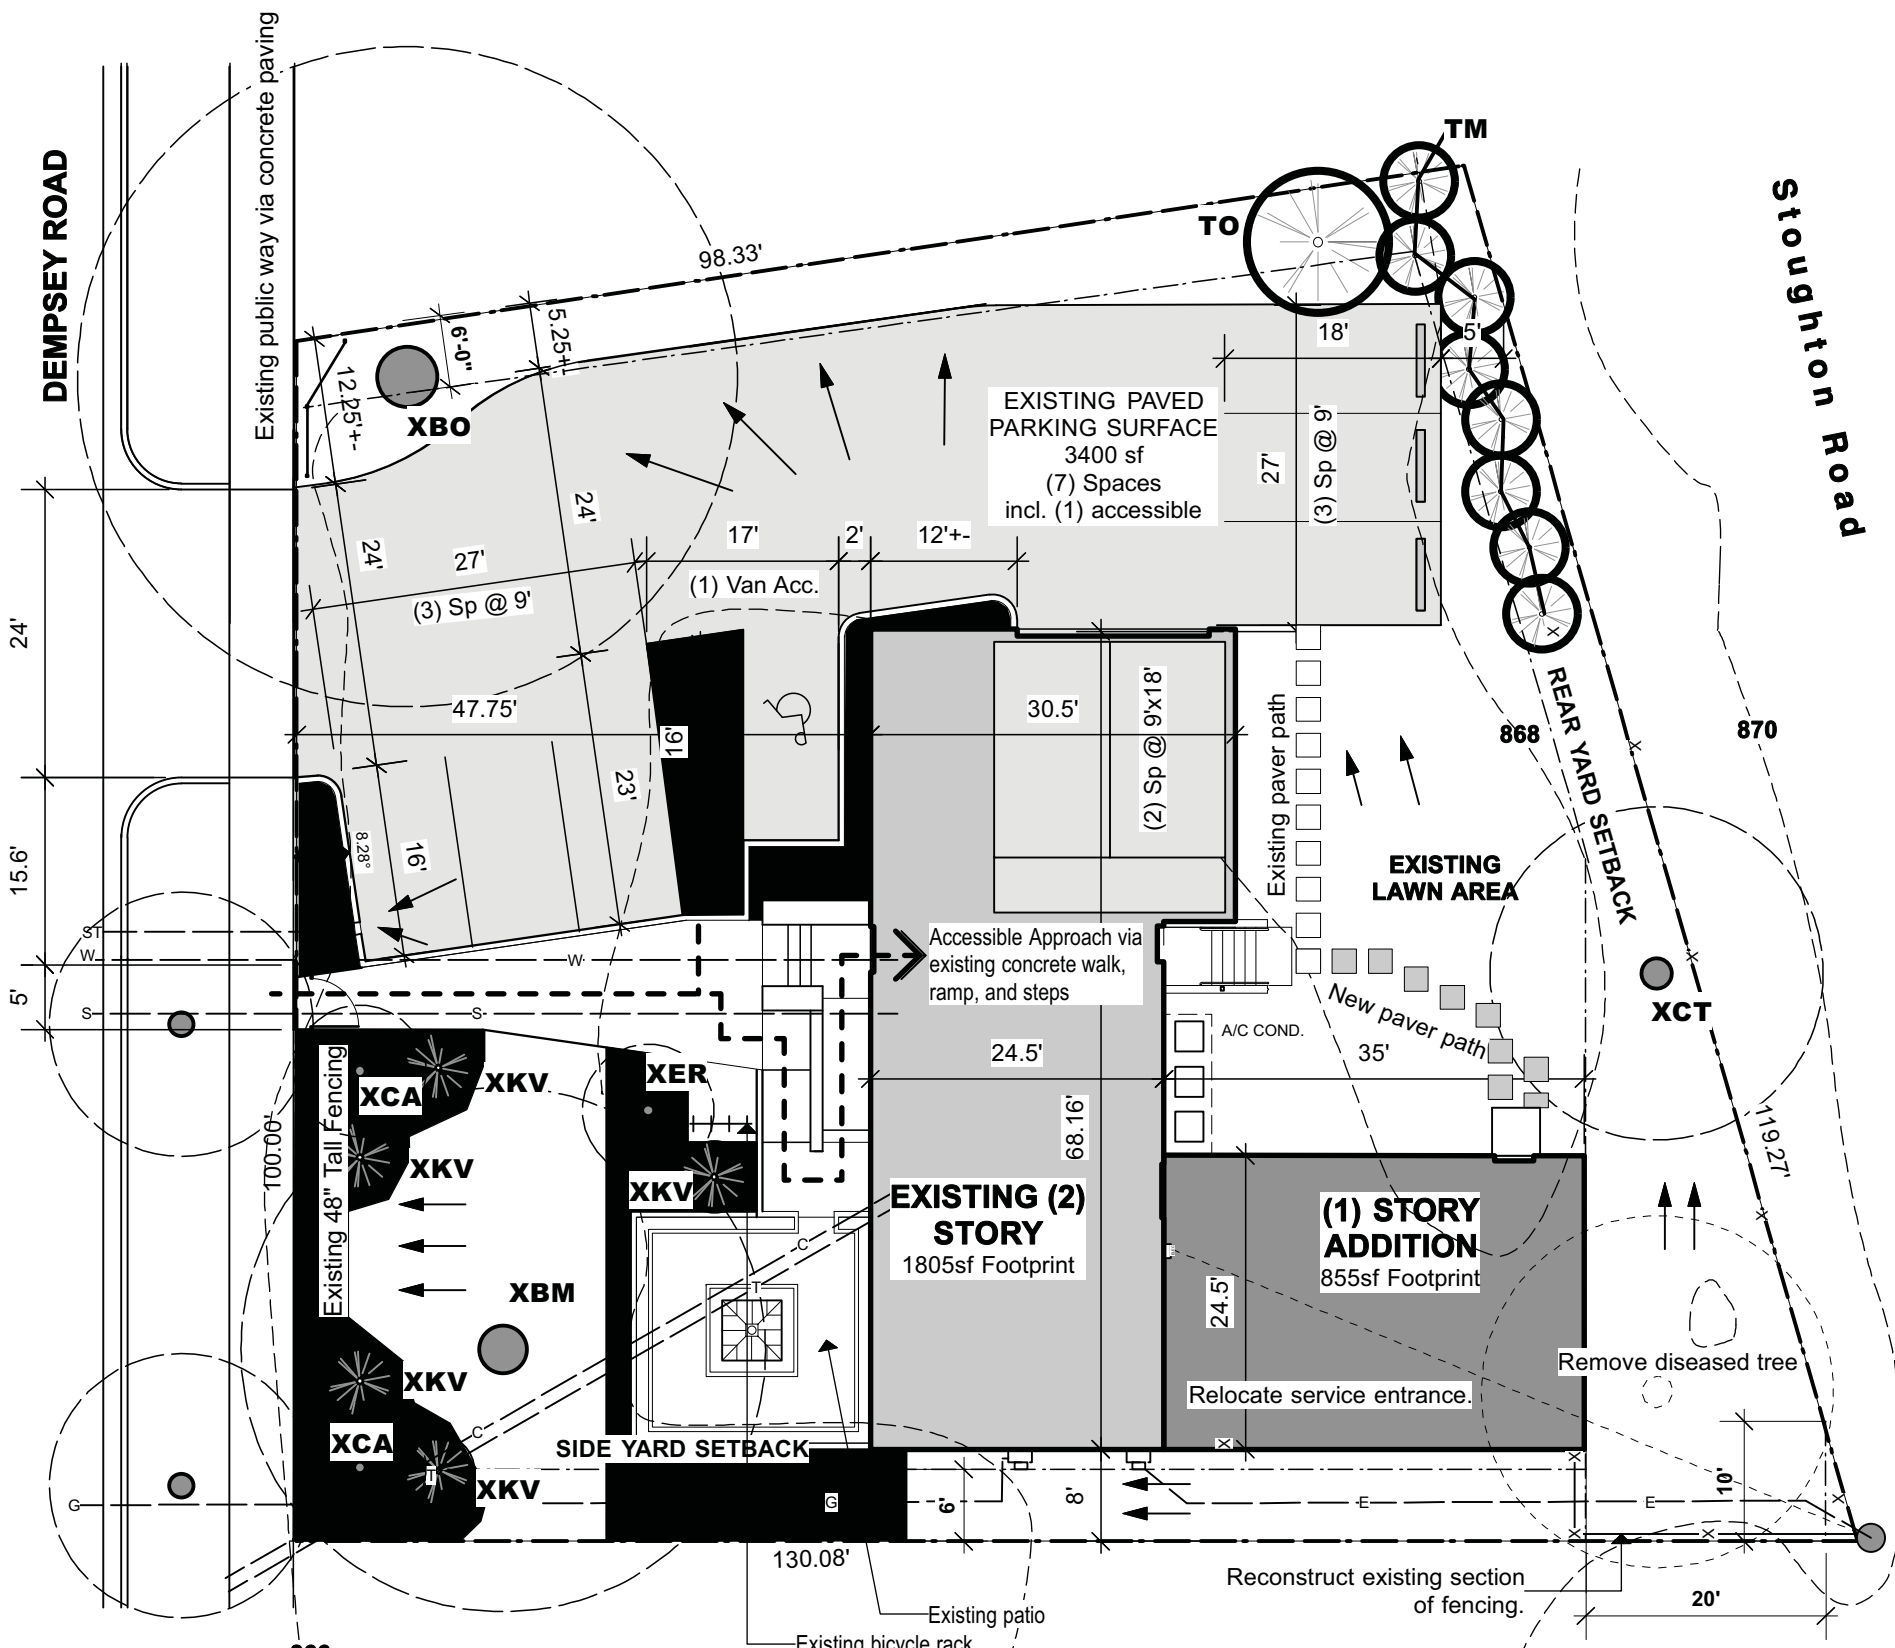 DEMPSEY ROAD
Existing public way via concrete paving
Stoughton Road
TM
TO
98.33'
6'-0"
5.25+-
12.25'+-
XBO
18'
5'
EXISTING PAVED
PARKING SURFACE
3400 sf
(7) Spaces
incl. (1) accessible
27'
(3) Sp @ 9'
24'
24'
27'
(3) Sp @ 9'
17'
2'
12'+-
(1) Van Acc.
24'
47.75'
16'
23'
30.5'
(2) Sp @ 9'x18'
Existing paver path
868
870
REAR YARD SETBACK
8.28°
16'
15.6'
EXISTING
LAWN AREA
ST
W
W
Accessible Approach via
existing concrete walk,
ramp, and steps
5'
S
S
New paver path
XCT
A/C COND.
24.5'
35'
XER
XCA
XKV
Existing 48" Tall Fencing
100.00'
68.16'
119.27'
XKV
XKV
EXISTING (2)
STORY
1805sf Footprint
(1) STORY
ADDITION
855sf Footprint
C
T
XBM
24.5'
E
Remove diseased tree
XKV
Relocate service entrance.
XCA
C
SIDE YARD SETBACK
T
XKV
X
X
X
X
X
X
X
X
X
X
G
G
6'
8'
E
E
10'
130.08'
Reconstruct existing section
of fencing.
20'
Existing patio
Existing bicycle rack